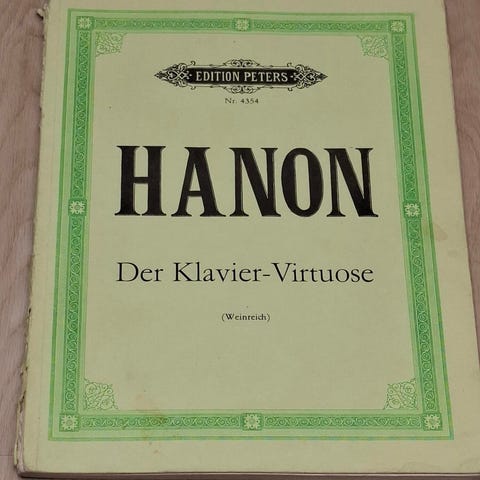 EDITION PETERS
Nr. 4354
HANON
Der Klavier-Virtuose
(Weinreich)